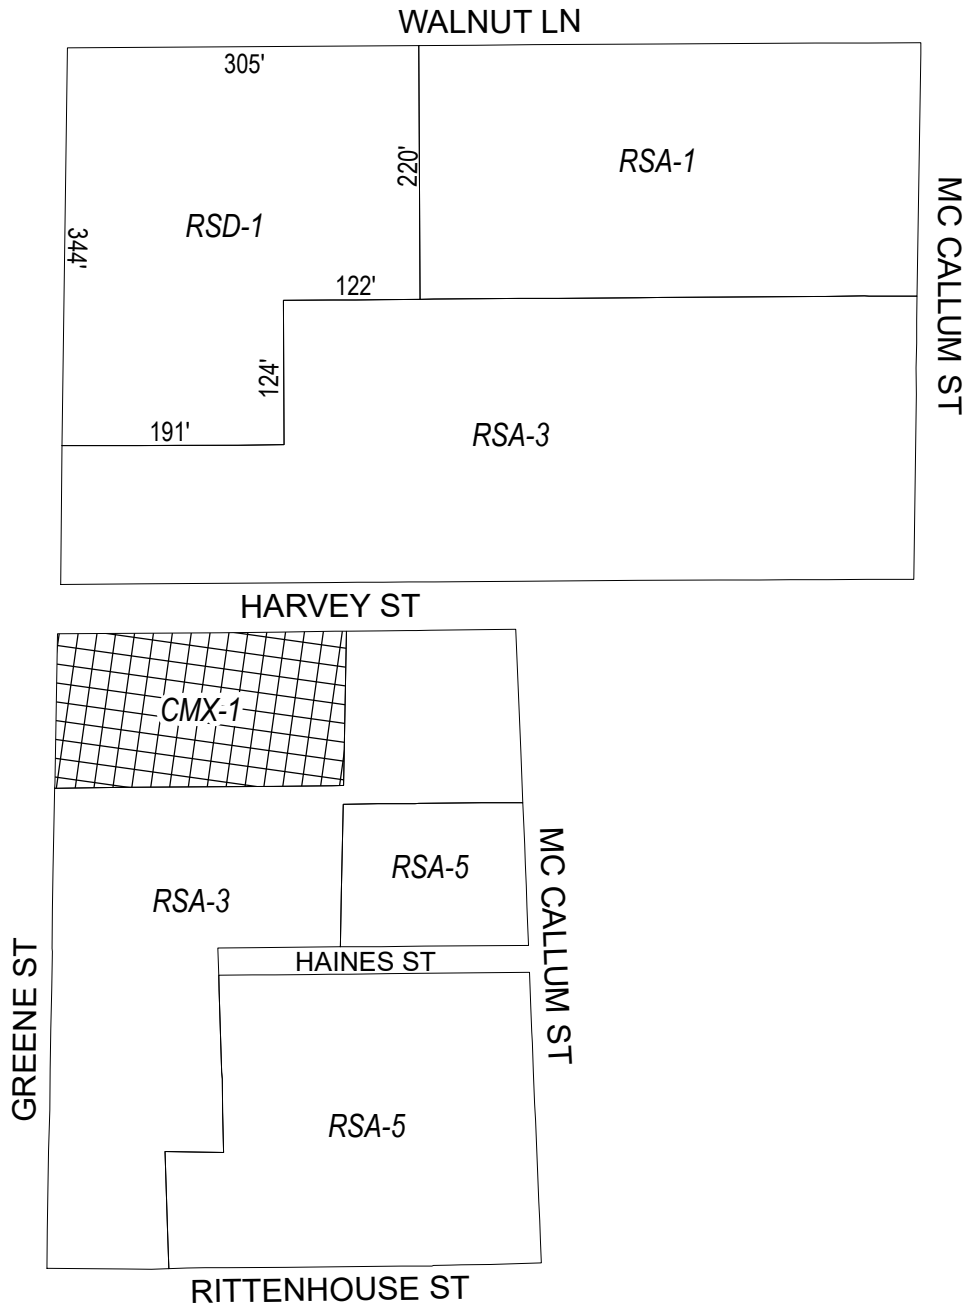 WALNUT LN
305'
220'
RSA-1
MC CALLUM ST
RSD-1
344'
122'
124'
191'
RSA-3
HARVEY ST
CMX-1
RSA-5
MC CALLUM ST
RSA-3
HAINES ST
GREENE ST
RSA-5
RITTENHOUSE ST